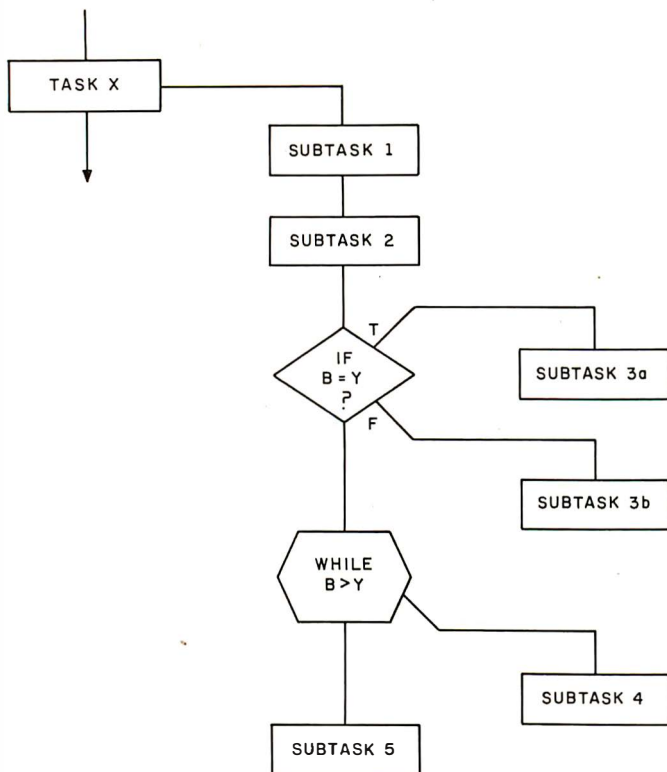 TASK X
SUBTASK 1
SUBTASK 2
T
IF
B = Y
?
SUBTASK 3a
F
SUBTASK 3b
WHILE
B > Y
SUBTASK 4
SUBTASK 5